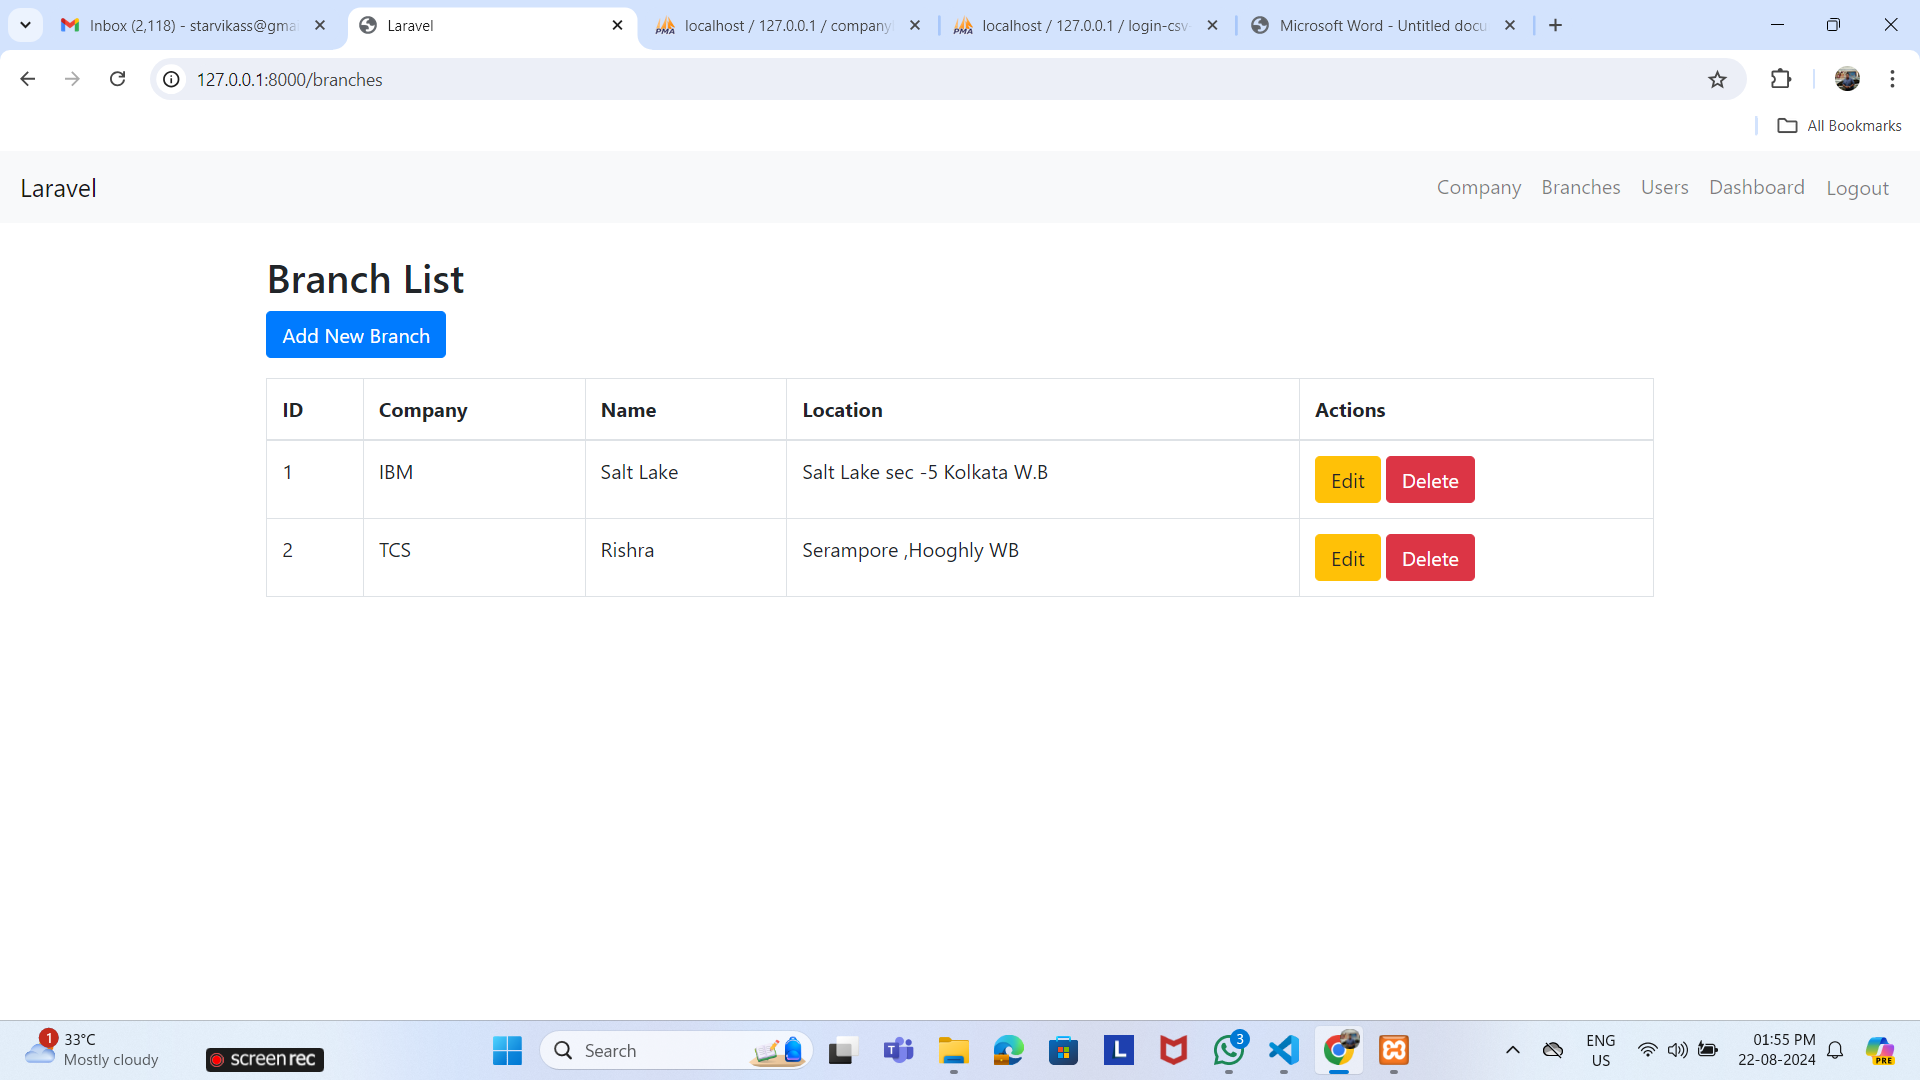 Inbox (2,118) - starvikass@gma
Laravel
localhost / 127.0.0.1 / company
localhost / 127.0.0.1 / login-csv
Microsoft Word - Untitled docu
127.0.0.1:8000/branches
All Bookmarks
Laravel
Company Branches Users Dashboard Logout
Branch List
Add New Branch
ID Company Name Location Actions
1 IBM Salt Lake Salt Lake sec -5 Kolkata W.B Edit Delete
2 TCS Rishra Serampore ,Hooghly WB Edit Delete
1
33°C
Mostly cloudy
screenrec
Search
L
3
ENG
US
01:55 PM
22-08-2024
PRE